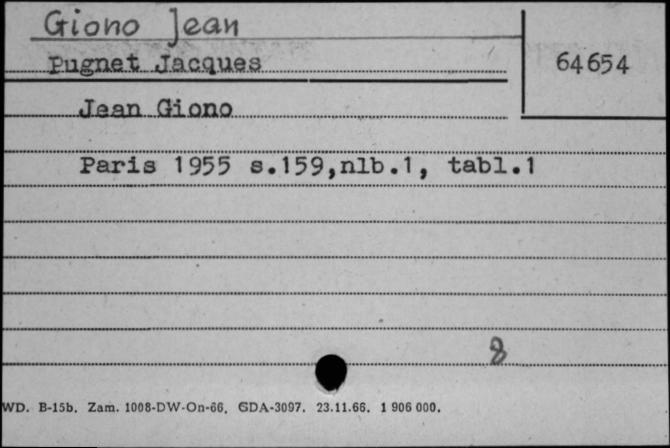 Giono Jean
Pugnet Jacques
64654
Jean Giono
Paris 1955 s.159,nlb.1, tabl.1
8
WD. B-15b. Zam. 1008-DW-On-66. GDA-3097. 23.11.66. 1 906 000.